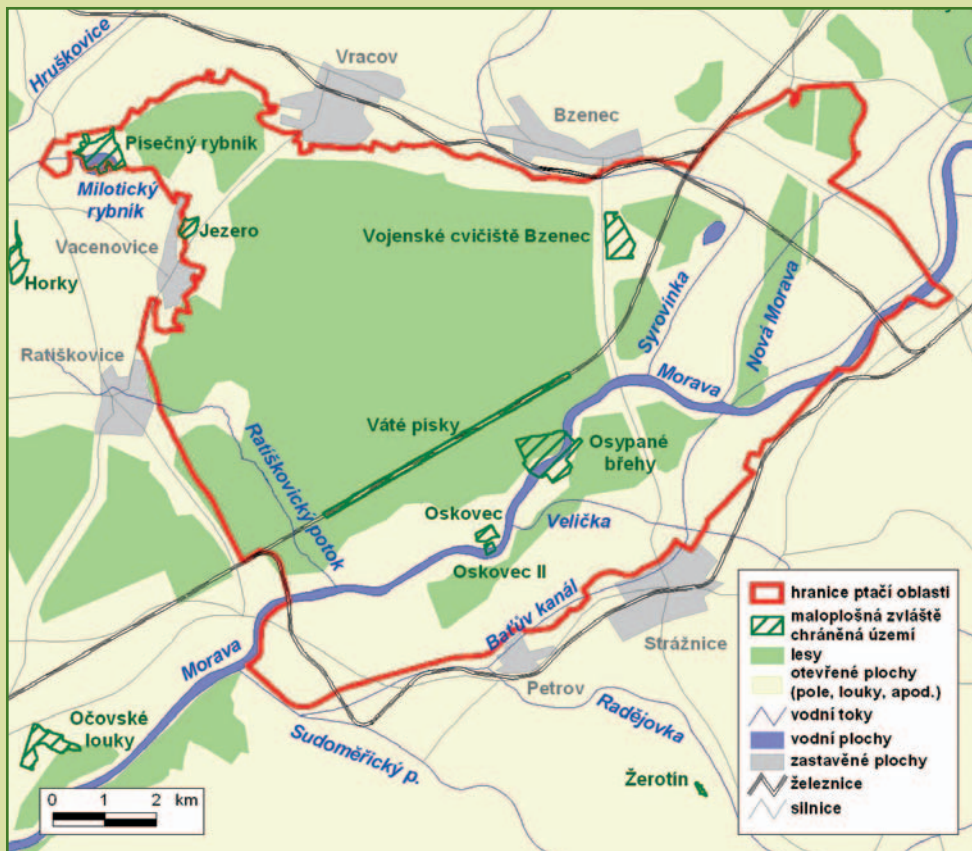 Hruškovice
Vracov
Bzenec
Písečný rybník
Milotický
rybník
Jezero
Vacenovice
Vojenské cvičiště Bzenec
Horky
Syrovinka
Nová Morava
Ratíškovice
Morava
Váté písky
Osypané
břehy
Ratíškovický potok
Oskovec
Velička
Oskovec II
Baťův kanál
Morava
Strážnice
Petrov
Očovské
louky
Sudoměřický p.
Radějovka
Žerotín
0 1 2 km
hranice ptačí oblasti
maloplošná zvláště
chráněná území
lesy
otevřené plochy
(pole, louky, apod.)
vodní toky
vodní plochy
zastavěné plochy
železnice
silnice